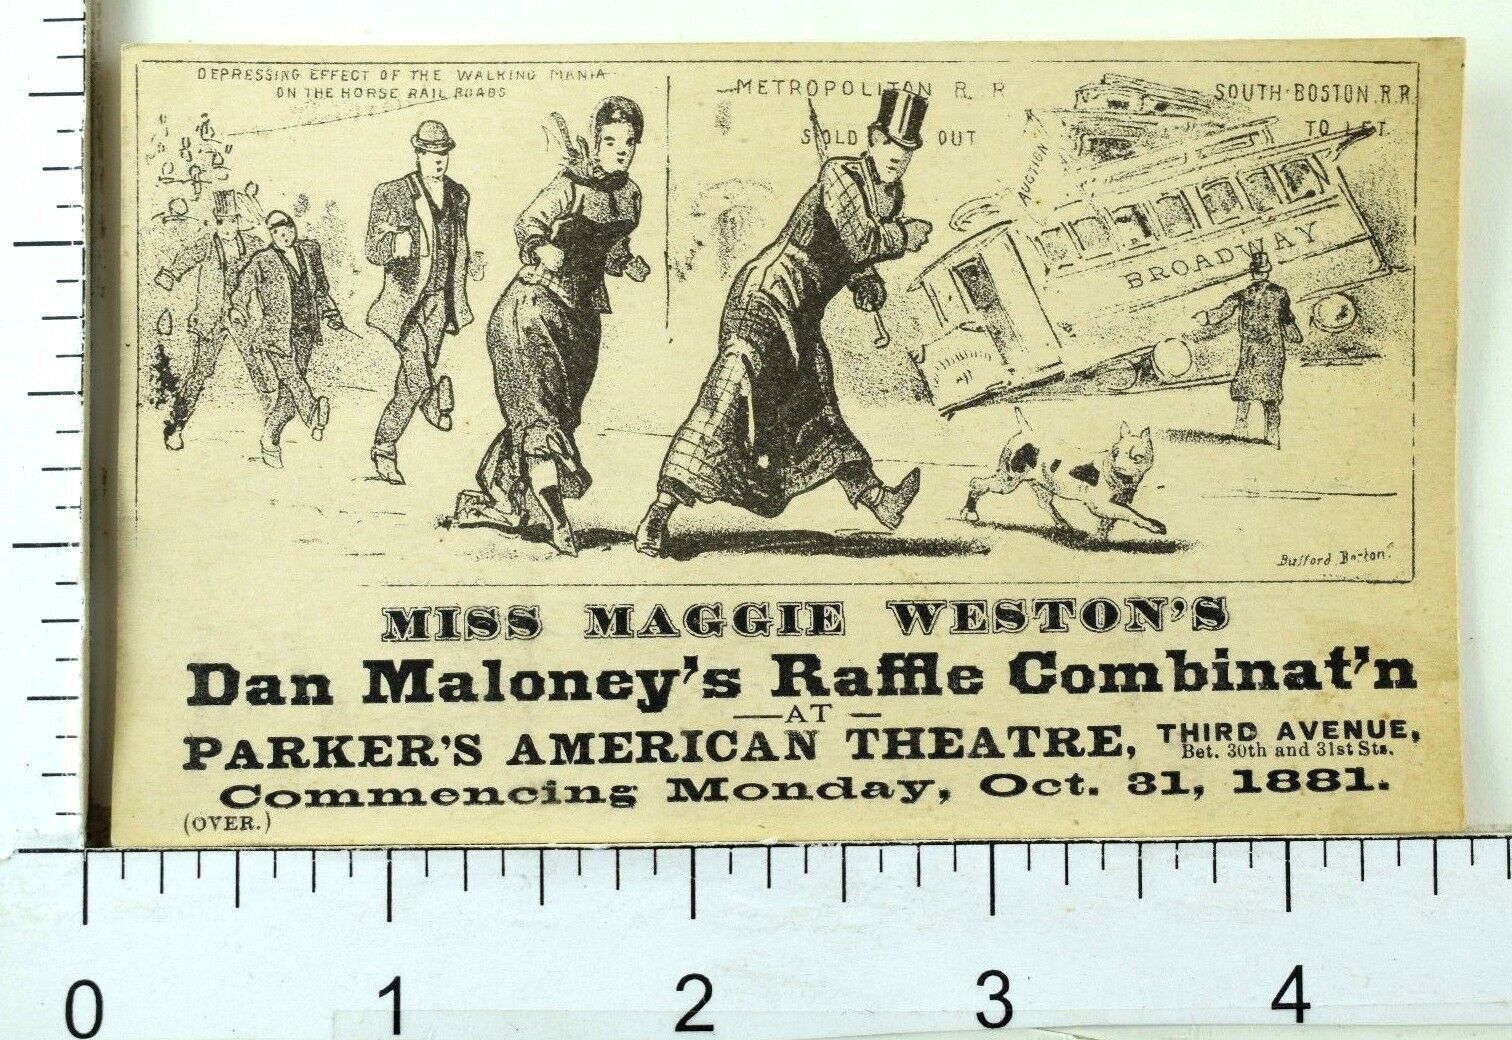 DEPRESSING EFFECT OF THE WALKING MANIA
ON THE HORSE RAIL ROADS
METROPOLITAN R. R
SOLD OUT
SOUTH-BOSTON. R.R.
TO LET
AUCTION
BROADWAY
Bufford Boston.
MISS MAGGIE WESTON'S
Dan Maloney's Raffle Combinat'n
—AT—
PARKER'S AMERICAN THEATRE, THIRD AVENUE,
Bet. 30th and 31st Sts.
Commencing Monday, Oct. 31, 1881.
(OVER.)
0 1 2 3 4